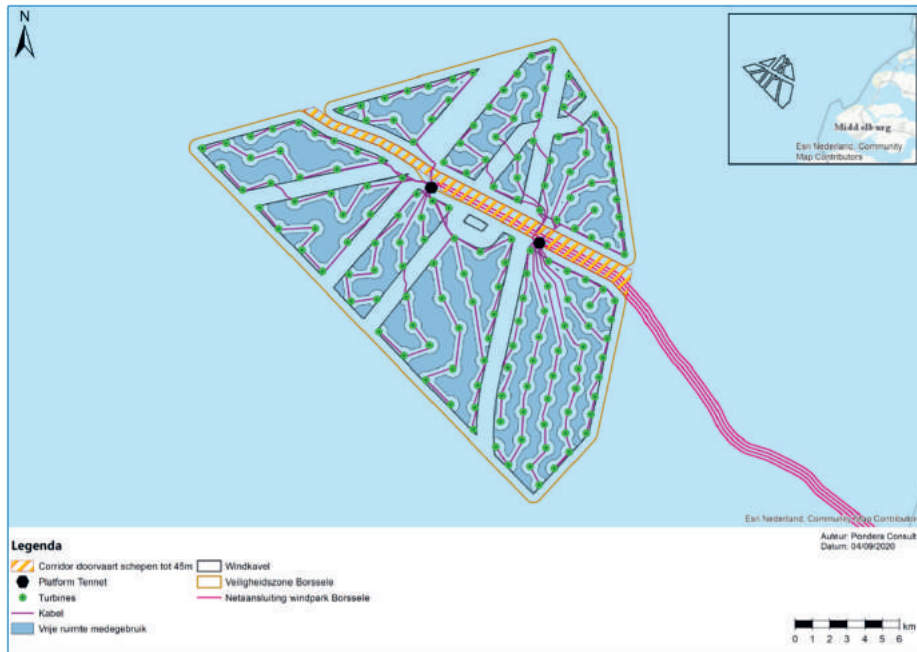 N
Middelburg
Esri Nederland, Community
Map Contributors
Esri Nederland, Community Map Contributors
Auteur: Pondera Consult
Datum: 04/09/2020
Legenda
Corridor doorvaart schepen tot 45m
Platform Tennet
Turbines
Kabel
Vrije ruimte medegebruik
Windkavel
Veiligheidszone Borssele
Netaansluiting windpark Borssele
km
0 1 2 3 4 5 6